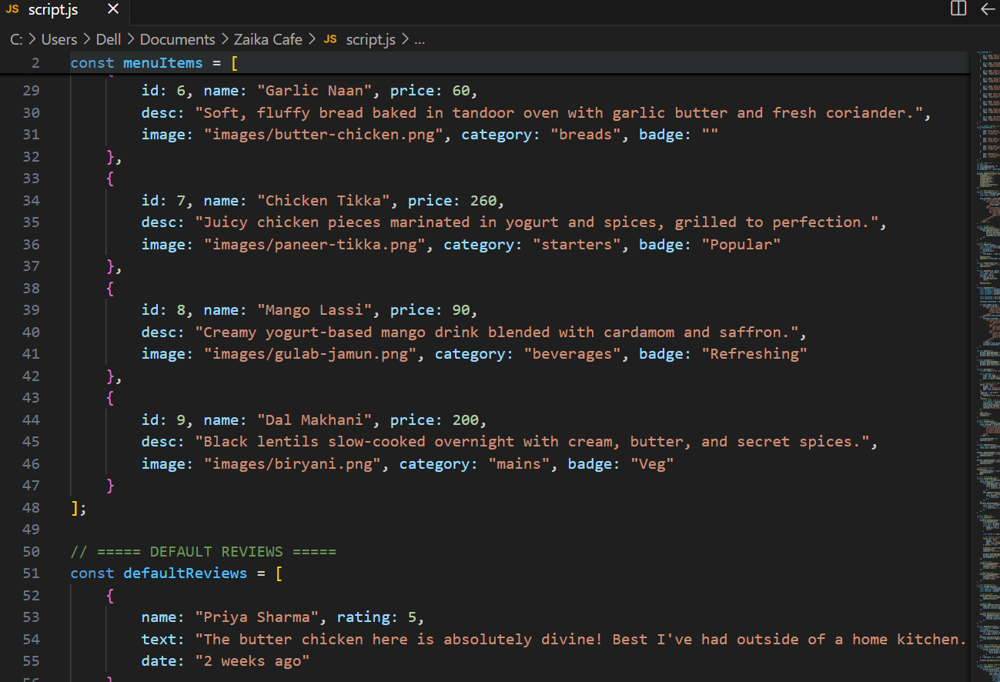 JS script.js ×
C: > Users > Dell > Documents > Zaika Cafe > JS script.js > ...
2 const menuItems = [
29 id: 6, name: "Garlic Naan", price: 60,
30 desc: "Soft, fluffy bread baked in tandoor oven with garlic butter and fresh coriander.",
31 image: "images/butter-chicken.png", category: "breads", badge: ""
32 },
33 {
34 id: 7, name: "Chicken Tikka", price: 260,
35 desc: "Juicy chicken pieces marinated in yogurt and spices, grilled to perfection.",
36 image: "images/paneer-tikka.png", category: "starters", badge: "Popular"
37 },
38 {
39 id: 8, name: "Mango Lassi", price: 90,
40 desc: "Creamy yogurt-based mango drink blended with cardamom and saffron.",
41 image: "images/gulab-jamun.png", category: "beverages", badge: "Refreshing"
42 },
43 {
44 id: 9, name: "Dal Makhani", price: 200,
45 desc: "Black lentils slow-cooked overnight with cream, butter, and secret spices.",
46 image: "images/biryani.png", category: "mains", badge: "Veg"
47 }
48 ];
49
50 // ===== DEFAULT REVIEWS =====
51 const defaultReviews = [
52 {
53 name: "Priya Sharma", rating: 5,
54 text: "The butter chicken here is absolutely divine! Best I've had outside of a home kitchen.
55 date: "2 weeks ago"